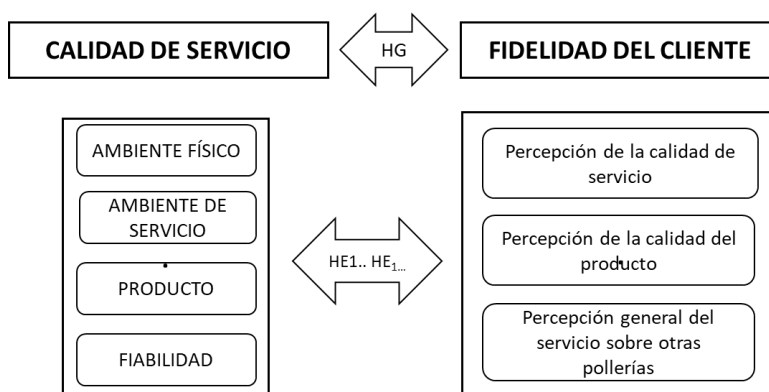 CALIDAD DE SERVICIO
HG
FIDELIDAD DEL CLIENTE
AMBIENTE FÍSICO
AMBIENTE DE
SERVICIO
PRODUCTO
FIABILIDAD
HE1.. HE1...
Percepción de la calidad de
servicio
Percepción de la calidad del
producto
Percepción general del
servicio sobre otras
pollerías